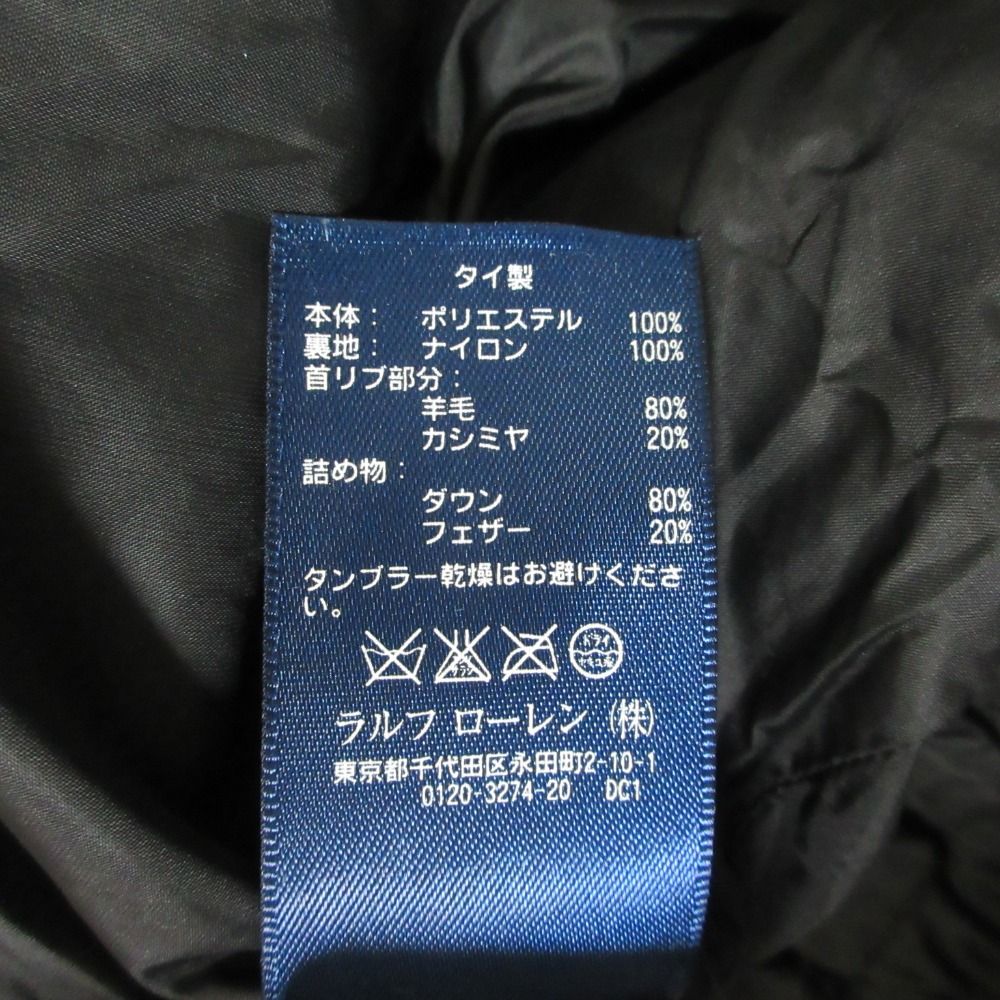 タイ製
本体： ポリエステル 100%
裏地： ナイロン 100%
首リブ部分：
羊毛 80%
カシミヤ 20%
詰め物：
ダウン 80%
フェザー 20%
タンブラー乾燥はお避けくださ
い。
ドライ
ラルフ ローレン (株)
東京都千代田区永田町2-10-1
0120-3274-20 DC1